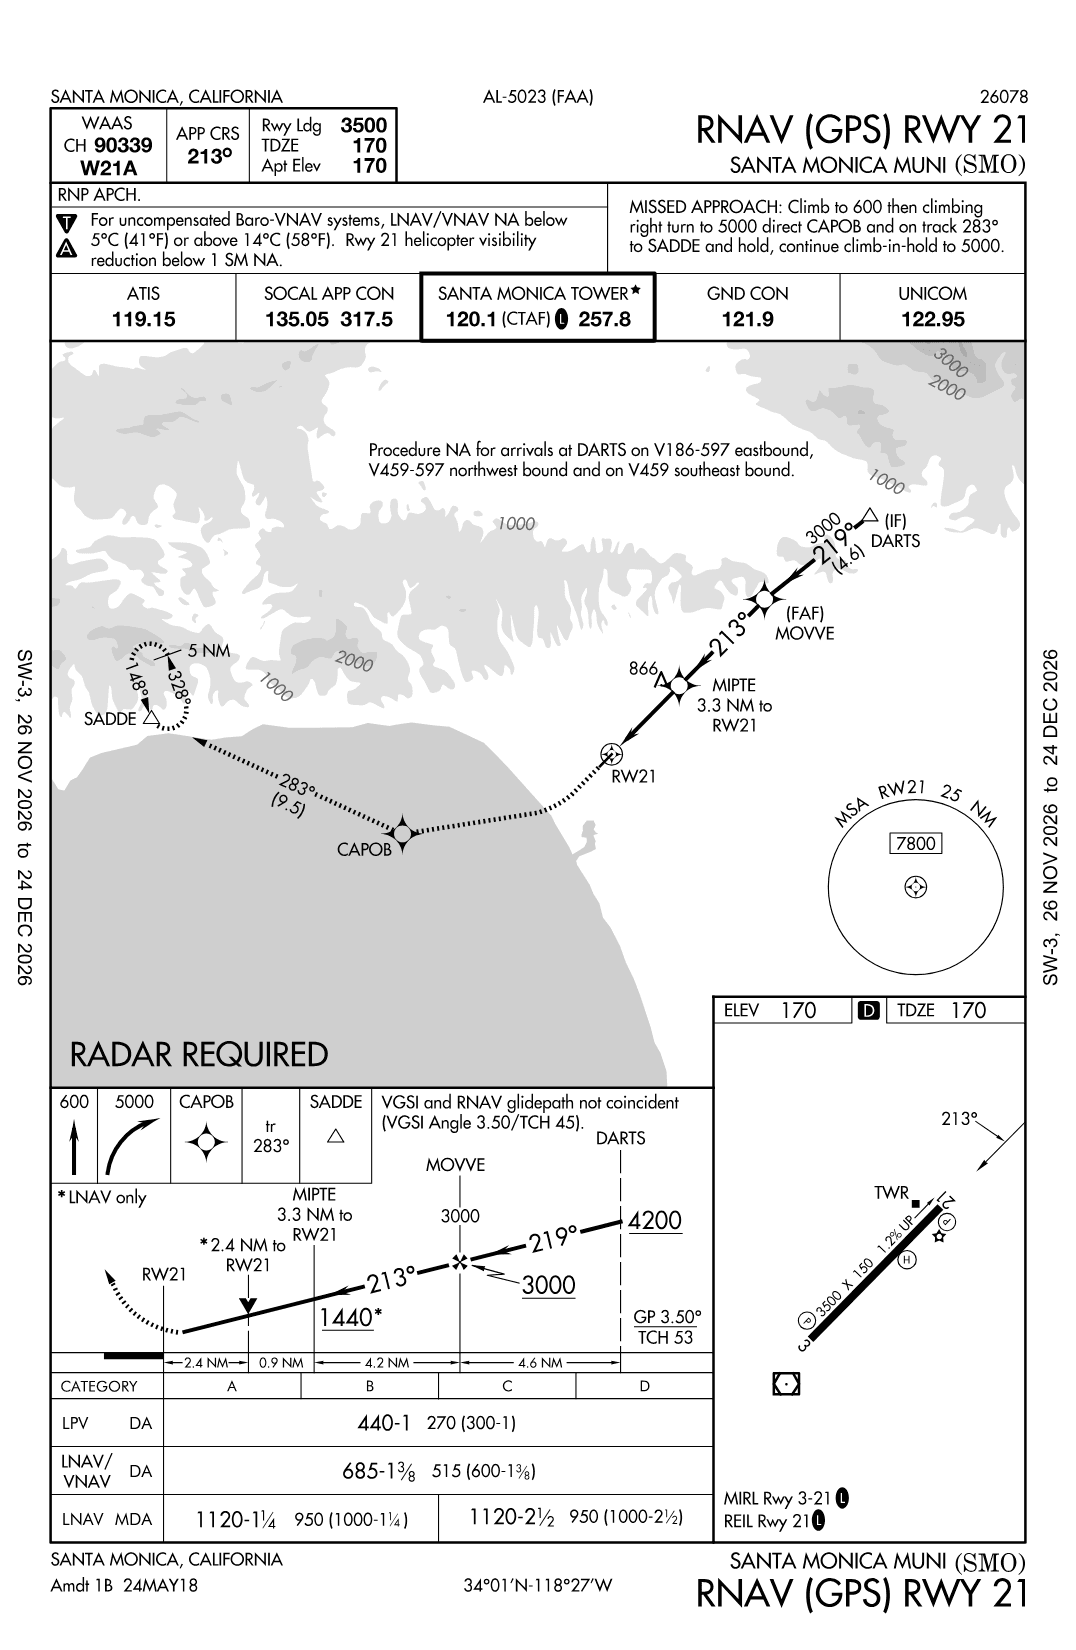 SANTA MONICA, CALIFORNIA
AL-5023 (FAA)
26078
WAAS
CH 90339
W21A
APP CRS
213°
Rwy Ldg 3500
TDZE 170
Apt Elev 170
RNAV (GPS) RWY 21
SANTA MONICA MUNI (SMO)
RNP APCH.
T
A
For uncompensated Baro-VNAV systems, LNAV/VNAV NA below
5°C (41°F) or above 14°C (58°F). Rwy 21 helicopter visibility
reduction below 1 SM NA.
MISSED APPROACH: Climb to 600 then climbing
right turn to 5000 direct CAPOB and on track 283°
to SADDE and hold, continue climb-in-hold to 5000.
ATIS
119.15
SOCAL APP CON
135.05 317.5
SANTA MONICA TOWER★
120.1 (CTAF) L 257.8
GND CON
121.9
UNICOM
122.95
3000
2000
Procedure NA for arrivals at DARTS on V186-597 eastbound,
V459-597 northwest bound and on V459 southeast bound.
1000
1000
3000
219°
(4.6)
(IF)
DARTS
(FAF)
MOVVE
213°
5 NM
148°
328°
SADDE
2000
1000
866
MIPTE
3.3 NM to
RW21
RW21
283°
(9.5)
CAPOB
MSA RW21 25 NM
7800
RADAR REQUIRED
SW-3, 26 NOV 2026 to 24 DEC 2026
SW-3, 26 NOV 2026 to 24 DEC 2026
ELEV 170
D
TDZE 170
213°
TWR
21
P
H
1.2% UP
3500 X 150
P
3
MIRL Rwy 3-21 L
REIL Rwy 21 L
600
5000
CAPOB
tr
283°
SADDE
VGSI and RNAV glidepath not coincident
(VGSI Angle 3.50/TCH 45).
DARTS
MOVVE
*LNAV only
MIPTE
3.3 NM to
RW21
3000
4200
219°
*2.4 NM to
RW21
RW21
213°
3000
1440*
GP 3.50°
TCH 53
2.4 NM
0.9 NM
4.2 NM
4.6 NM
CATEGORY A B C D
LPV DA 440-1 270 (300-1)
LNAV/
VNAV DA 685-1⅜ 515 (600-1⅜)
LNAV MDA 1120-1¼ 950 (1000-1¼) 1120-2½ 950 (1000-2½)
SANTA MONICA, CALIFORNIA
Amdt 1B 24MAY18
34°01'N-118°27'W
SANTA MONICA MUNI (SMO)
RNAV (GPS) RWY 21